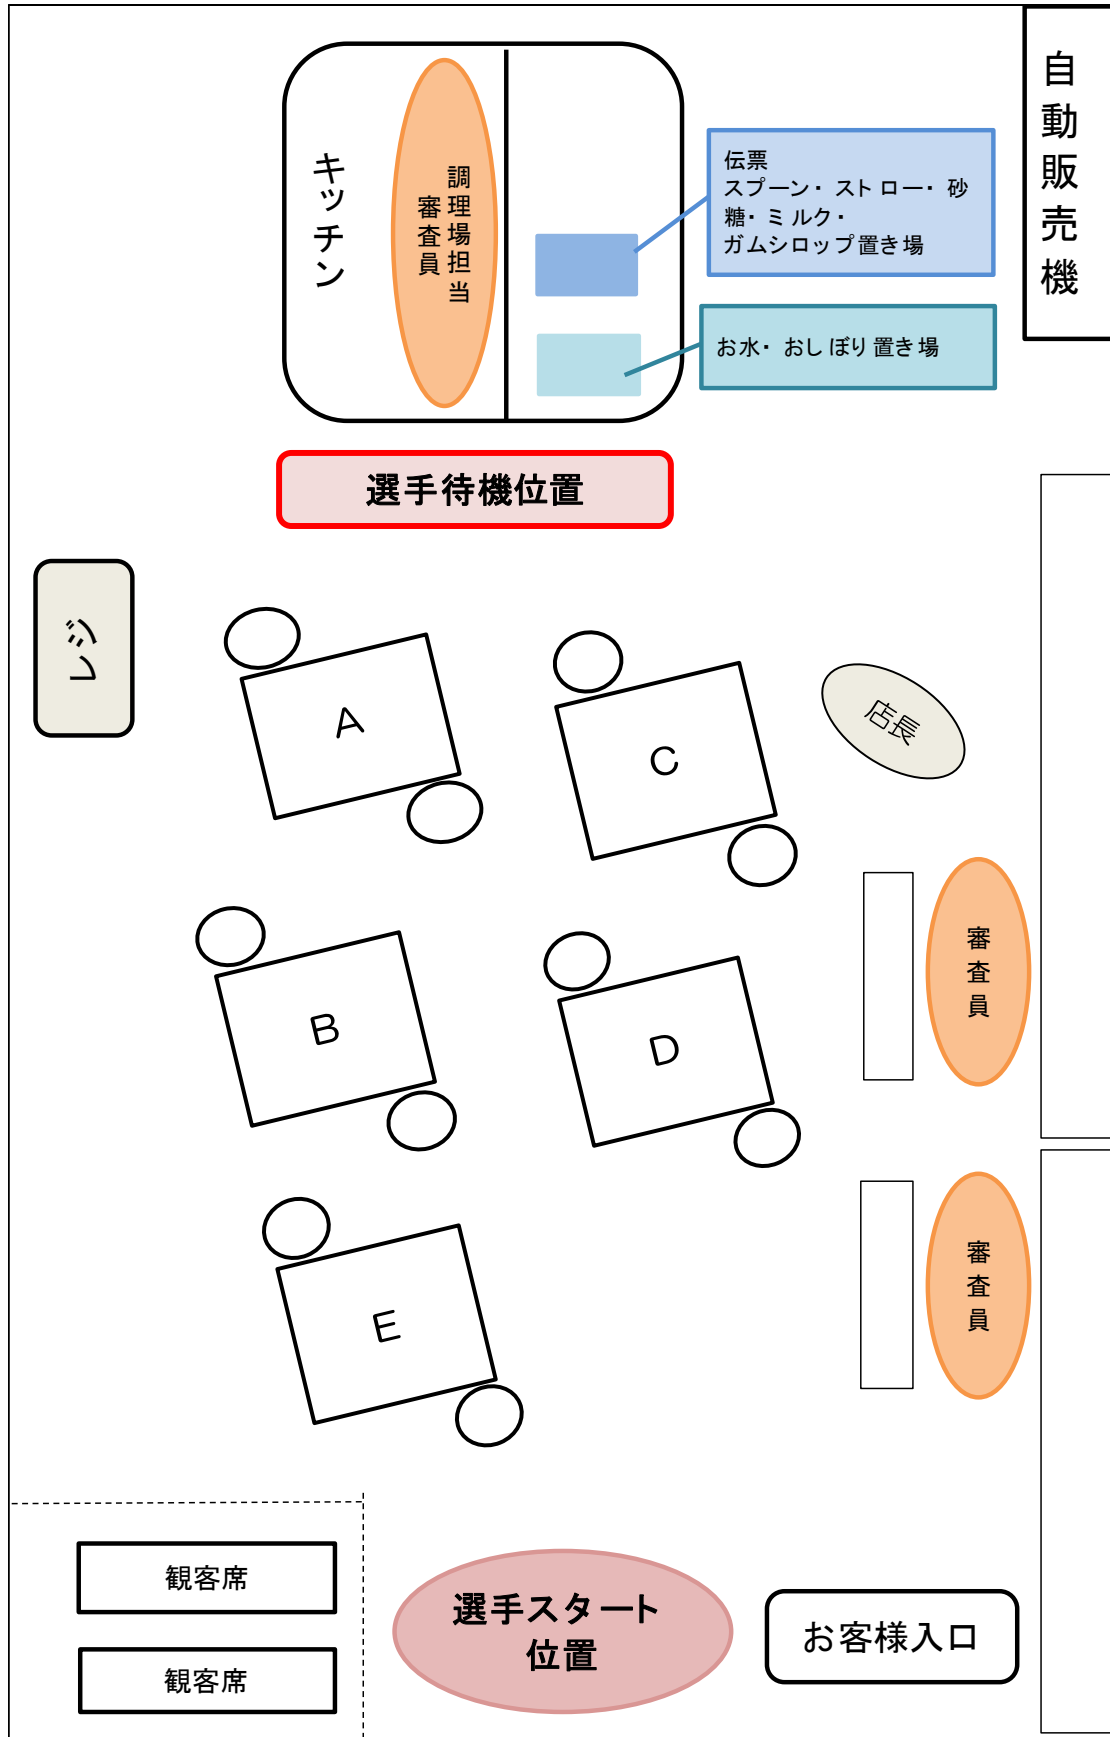 自動販売機
キッチン
調理場担当
審査員
伝票
スプーン・ストロー・砂
糖・ミルク・
ガムシロップ置き場
お水・おしぼり置き場
選手待機位置
レジ
A
C
店長
B
D
審査員
E
審査員
観客席
観客席
選手スタート
位置
お客様入口